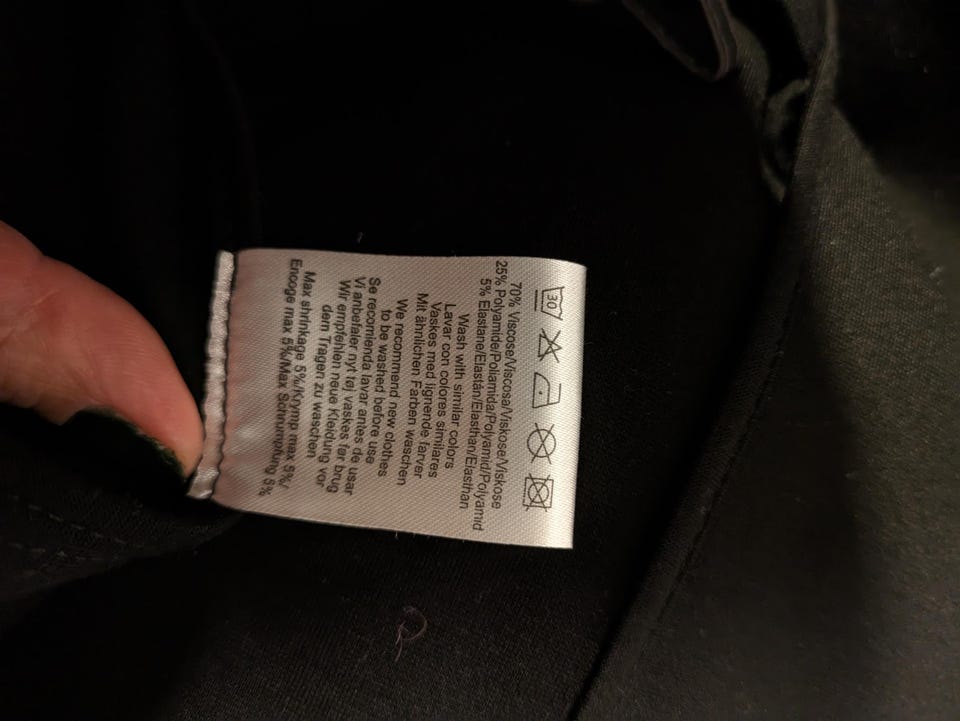 30
70% Viscose/Viscosa/Viskose/Viskose
25% Polyamide/Poliamida/Polyamid/Polyamid
5% Elastane/Elastán/Elasthan/Elasthan
Wash with similar colors
Lavar con colores similares
Vaskes med lignende farver
Mit ähnlichen Farben waschen
We recommend new clothes
to be washed before use
Se recomienda lavar antes de usar
Vi anbefaler nyt tøj vaskes før brug
Wir empfehlen neue Kleidung vor
dem Tragen zu waschen
Max shrinkage 5%/Krymp max 5%/
Encoge max 5%/Max Schrumpfung 5%